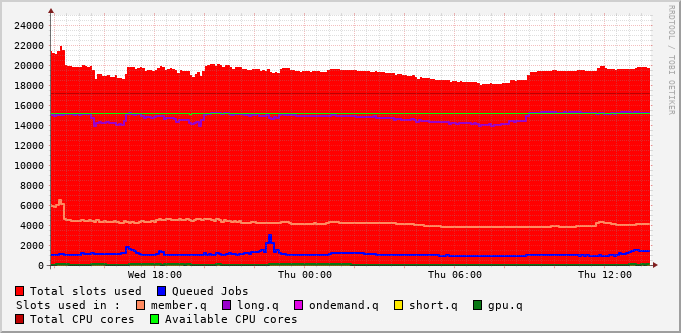 24000
22000
20000
18000
16000
14000
12000
10000
8000
6000
4000
2000
0
Wed 18:00 Thu 00:00 Thu 06:00 Thu 12:00
RRDTOOL / TOBI OETIKER
Total slots used Queued Jobs
Slots used in : member.q long.q ondemand.q short.q gpu.q
Total CPU cores Available CPU cores